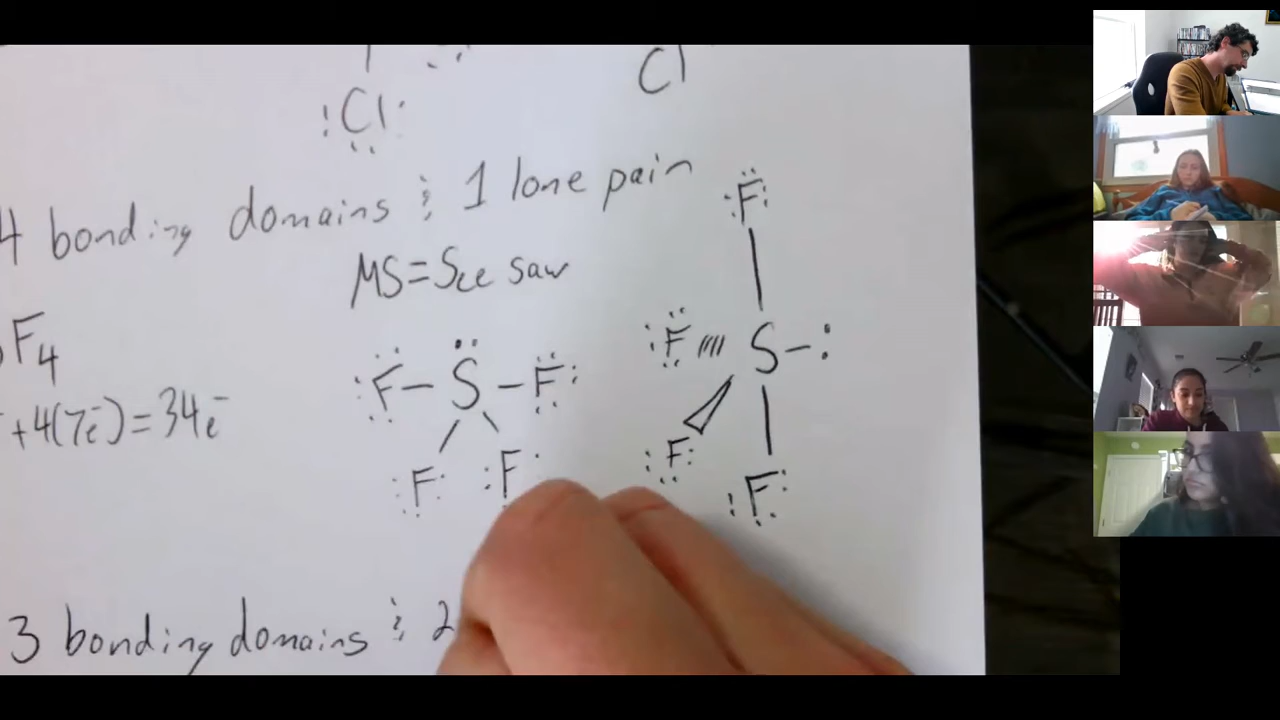 Cl
Cl
4 bonding domains & 1 lone pair
MS = See saw
F
F4
F S F
F ''' S - :
+4(7e-) = 34e-
F F
F
F
3 bonding domains & 2